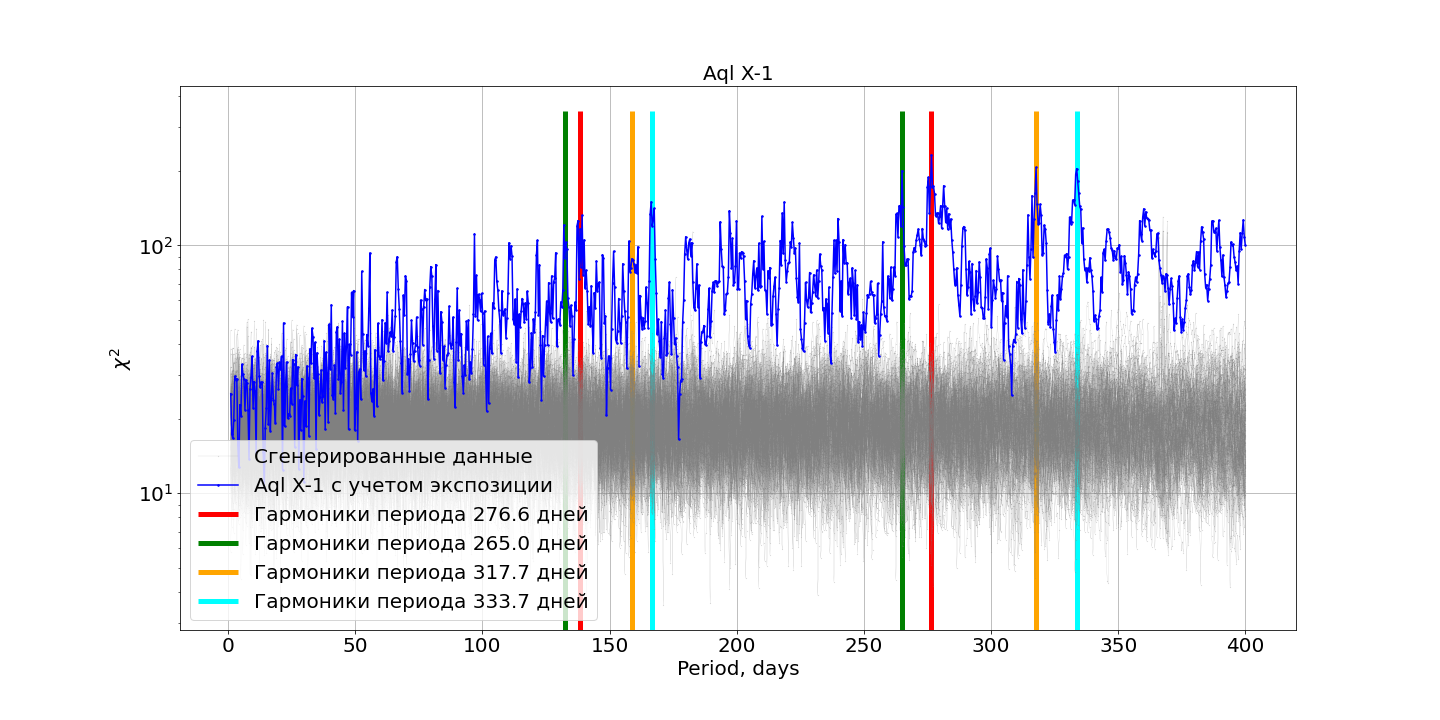 Aql X-1
χ²
10²
10¹
Сгенерированные данные
Aql X-1 с учетом экспозиции
Гармоники периода 276.6 дней
Гармоники периода 265.0 дней
Гармоники периода 317.7 дней
Гармоники периода 333.7 дней
0 50 100 150 200 250 300 350 400
Period, days